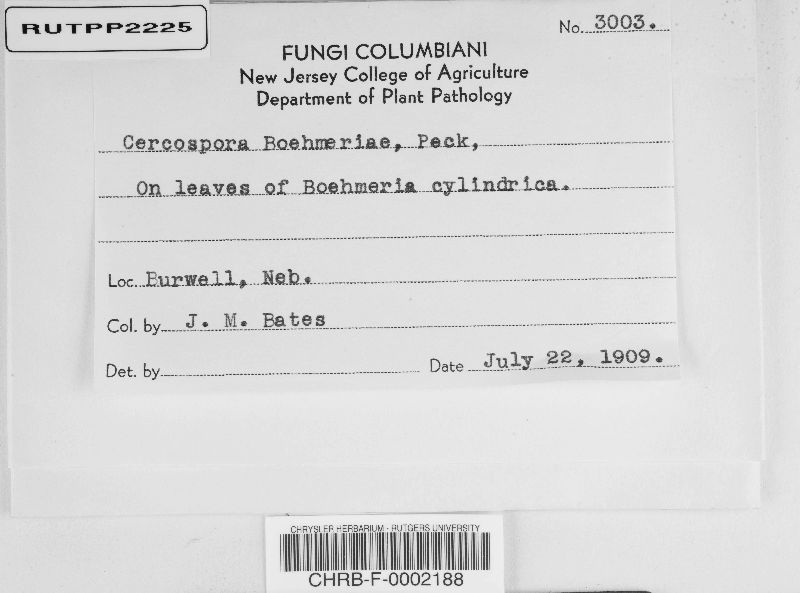 RUTPP2225
No. 3003.
FUNGI COLUMBIANI
New Jersey College of Agriculture
Department of Plant Pathology
Cercospora Boehmeriae, Peck,
On leaves of Boehmeria cylindrica.
Loc. Burwell, Neb.
Col. by J. M. Bates
Det. by
Date July 22, 1909.
CHRYSLER HERBARIUM - RUTGERS UNIVERSITY
CHRB-F-0002188